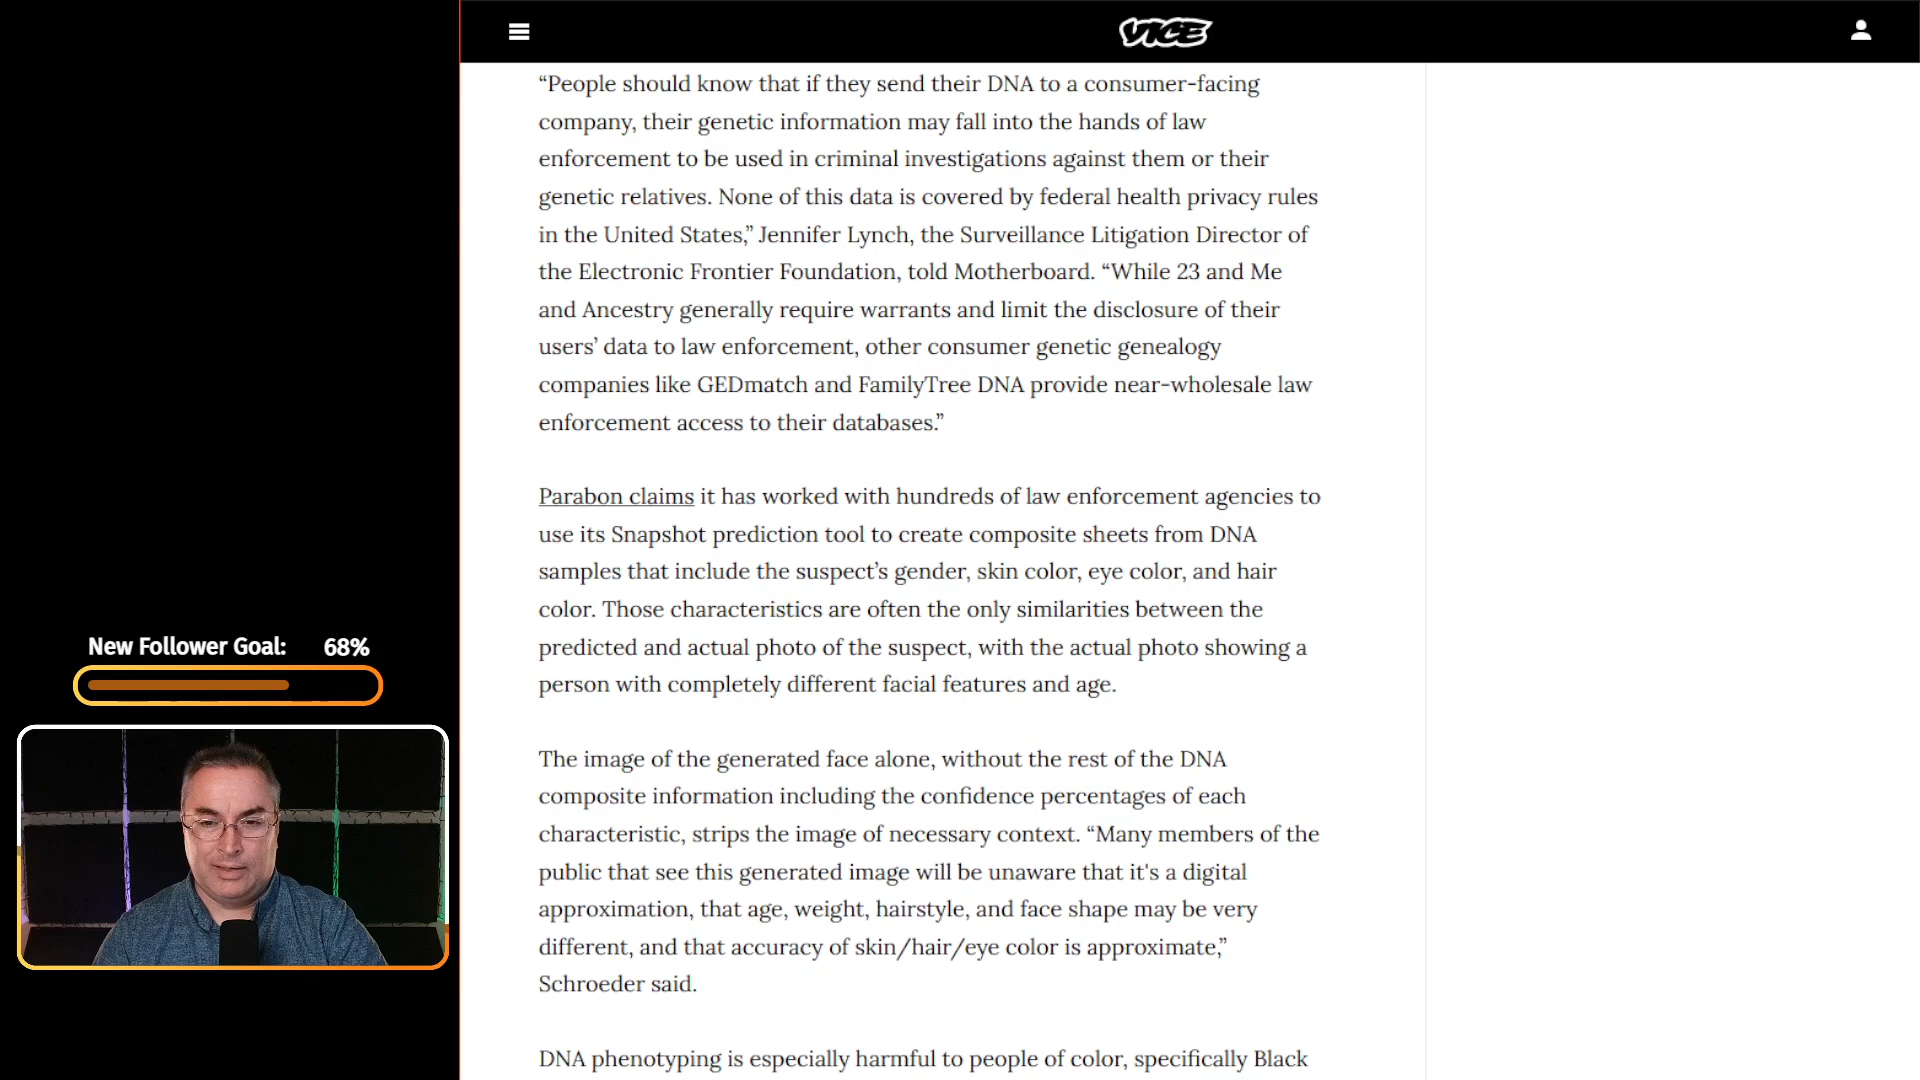 VICE
“People should know that if they send their DNA to a consumer-facing
company, their genetic information may fall into the hands of law
enforcement to be used in criminal investigations against them or their
genetic relatives. None of this data is covered by federal health privacy rules
in the United States,” Jennifer Lynch, the Surveillance Litigation Director of
the Electronic Frontier Foundation, told Motherboard. “While 23 and Me
and Ancestry generally require warrants and limit the disclosure of their
users’ data to law enforcement, other consumer genetic genealogy
companies like GEDmatch and FamilyTree DNA provide near-wholesale law
enforcement access to their databases.”
Parabon claims it has worked with hundreds of law enforcement agencies to
use its Snapshot prediction tool to create composite sheets from DNA
samples that include the suspect’s gender, skin color, eye color, and hair
color. Those characteristics are often the only similarities between the
predicted and actual photo of the suspect, with the actual photo showing a
person with completely different facial features and age.
The image of the generated face alone, without the rest of the DNA
composite information including the confidence percentages of each
characteristic, strips the image of necessary context. “Many members of the
public that see this generated image will be unaware that it's a digital
approximation, that age, weight, hairstyle, and face shape may be very
different, and that accuracy of skin/hair/eye color is approximate,”
Schroeder said.
DNA phenotyping is especially harmful to people of color, specifically Black
New Follower Goal: 68%